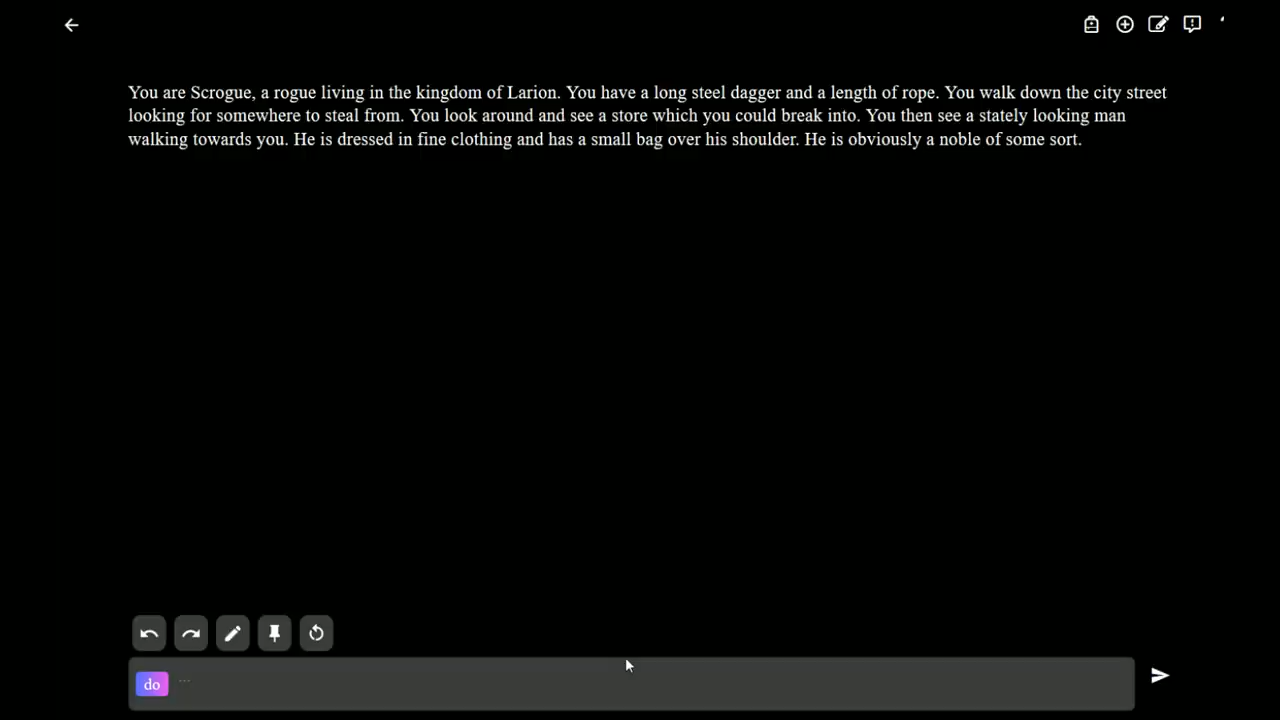 You are Scrogue, a rogue living in the kingdom of Larion. You have a long steel dagger and a length of rope. You walk down the city street
looking for somewhere to steal from. You look around and see a store which you could break into. You then see a stately looking man
walking towards you. He is dressed in fine clothing and has a small bag over his shoulder. He is obviously a noble of some sort.
do ...